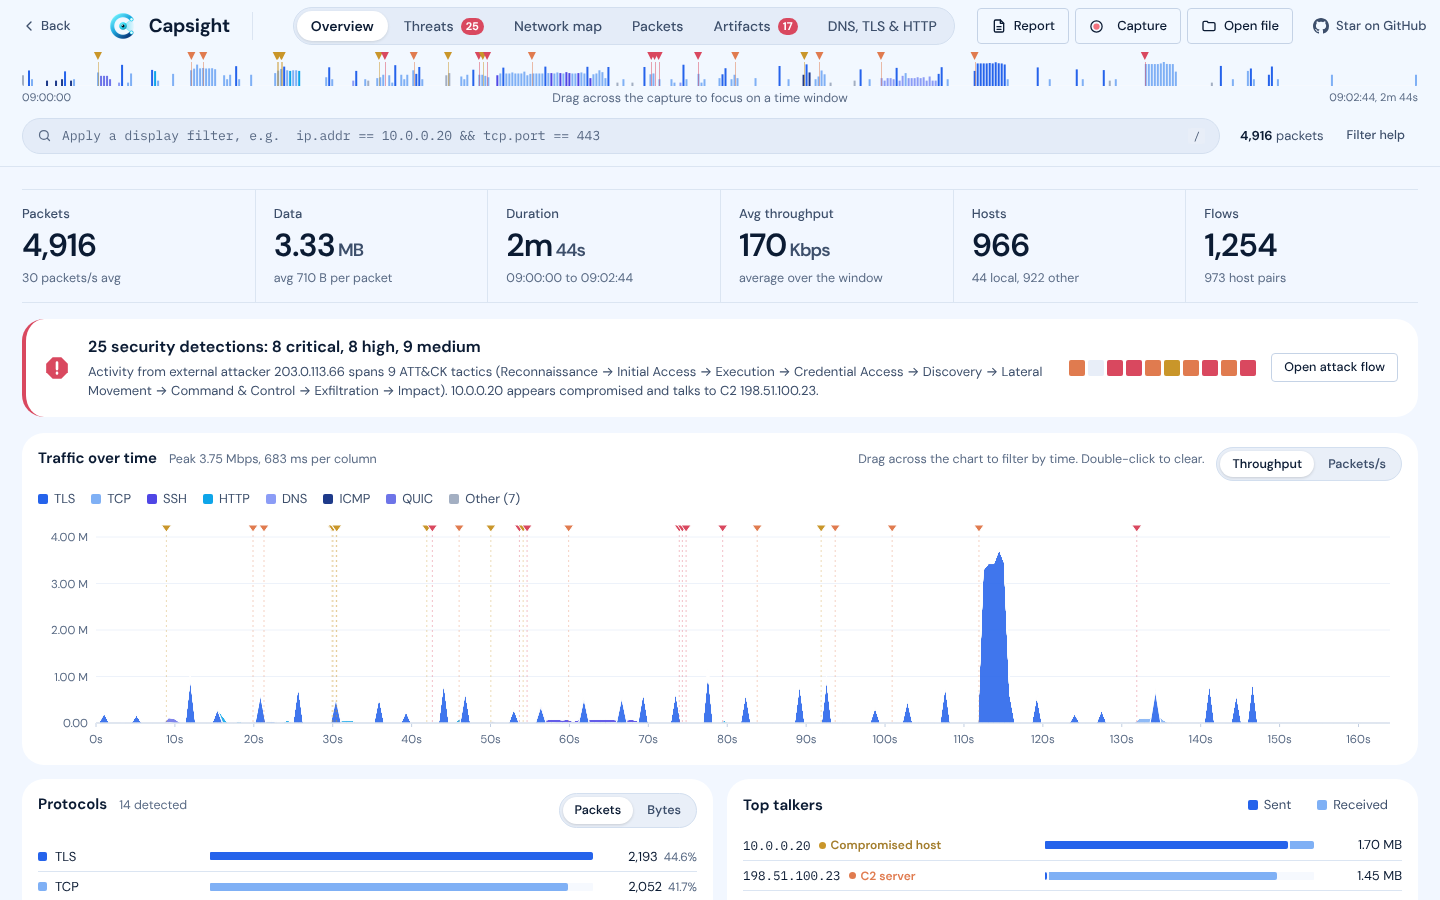 Back
Capsight
Overview
Threats 25
Network map
Packets
Artifacts 17
DNS, TLS & HTTP
Report
Capture
Open file
Star on GitHub
09:00:00
Drag across the capture to focus on a time window
09:02:44, 2m 44s
Apply a display filter, e.g. ip.addr == 10.0.0.20 && tcp.port == 443
/
4,916 packets
Filter help
Packets
4,916
30 packets/s avg
Data
3.33 MB
avg 710 B per packet
Duration
2m 44s
09:00:00 to 09:02:44
Avg throughput
170 Kbps
average over the window
Hosts
966
44 local, 922 other
Flows
1,254
973 host pairs
25 security detections: 8 critical, 8 high, 9 medium
Activity from external attacker 203.0.113.66 spans 9 ATT&CK tactics (Reconnaissance → Initial Access → Execution → Credential Access → Discovery → Lateral
Movement → Command & Control → Exfiltration → Impact). 10.0.0.20 appears compromised and talks to C2 198.51.100.23.
Open attack flow
Traffic over time
Peak 3.75 Mbps, 683 ms per column
Drag across the chart to filter by time. Double-click to clear.
Throughput
Packets/s
TLS TCP SSH HTTP DNS ICMP QUIC Other (7)
4.00 M
3.00 M
2.00 M
1.00 M
0.00
0s 10s 20s 30s 40s 50s 60s 70s 80s 90s 100s 110s 120s 130s 140s 150s 160s
Protocols
14 detected
Packets
Bytes
TLS 2,193 44.6%
TCP 2,052 41.7%
Top talkers
Sent
Received
10.0.0.20 Compromised host 1.70 MB
198.51.100.23 C2 server 1.45 MB